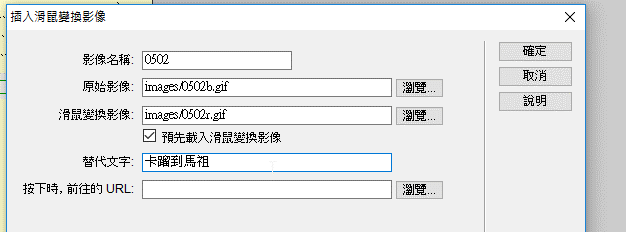 插入滑鼠變換影像
影像名稱: 0502
確定
原始影像: images/0502b.gif 瀏覽...
取消
滑鼠變換影像: images/0502r.gif 瀏覽...
說明
預先載入滑鼠變換影像
替代文字: 卡蹓到馬祖
按下時, 前往的 URL: 瀏覽...